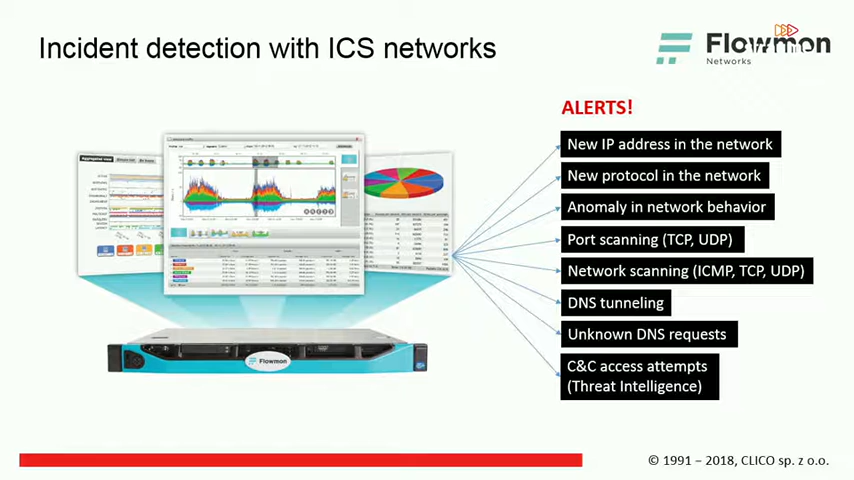 Incident detection with ICS networks
Flowmon
Networks
ALERTS!
New IP address in the network
New protocol in the network
Anomaly in network behavior
Port scanning (TCP, UDP)
Network scanning (ICMP, TCP, UDP)
DNS tunneling
Unknown DNS requests
C&C access attempts
(Threat Intelligence)
Flowmon
© 1991 – 2018, CLICO sp. z o.o.